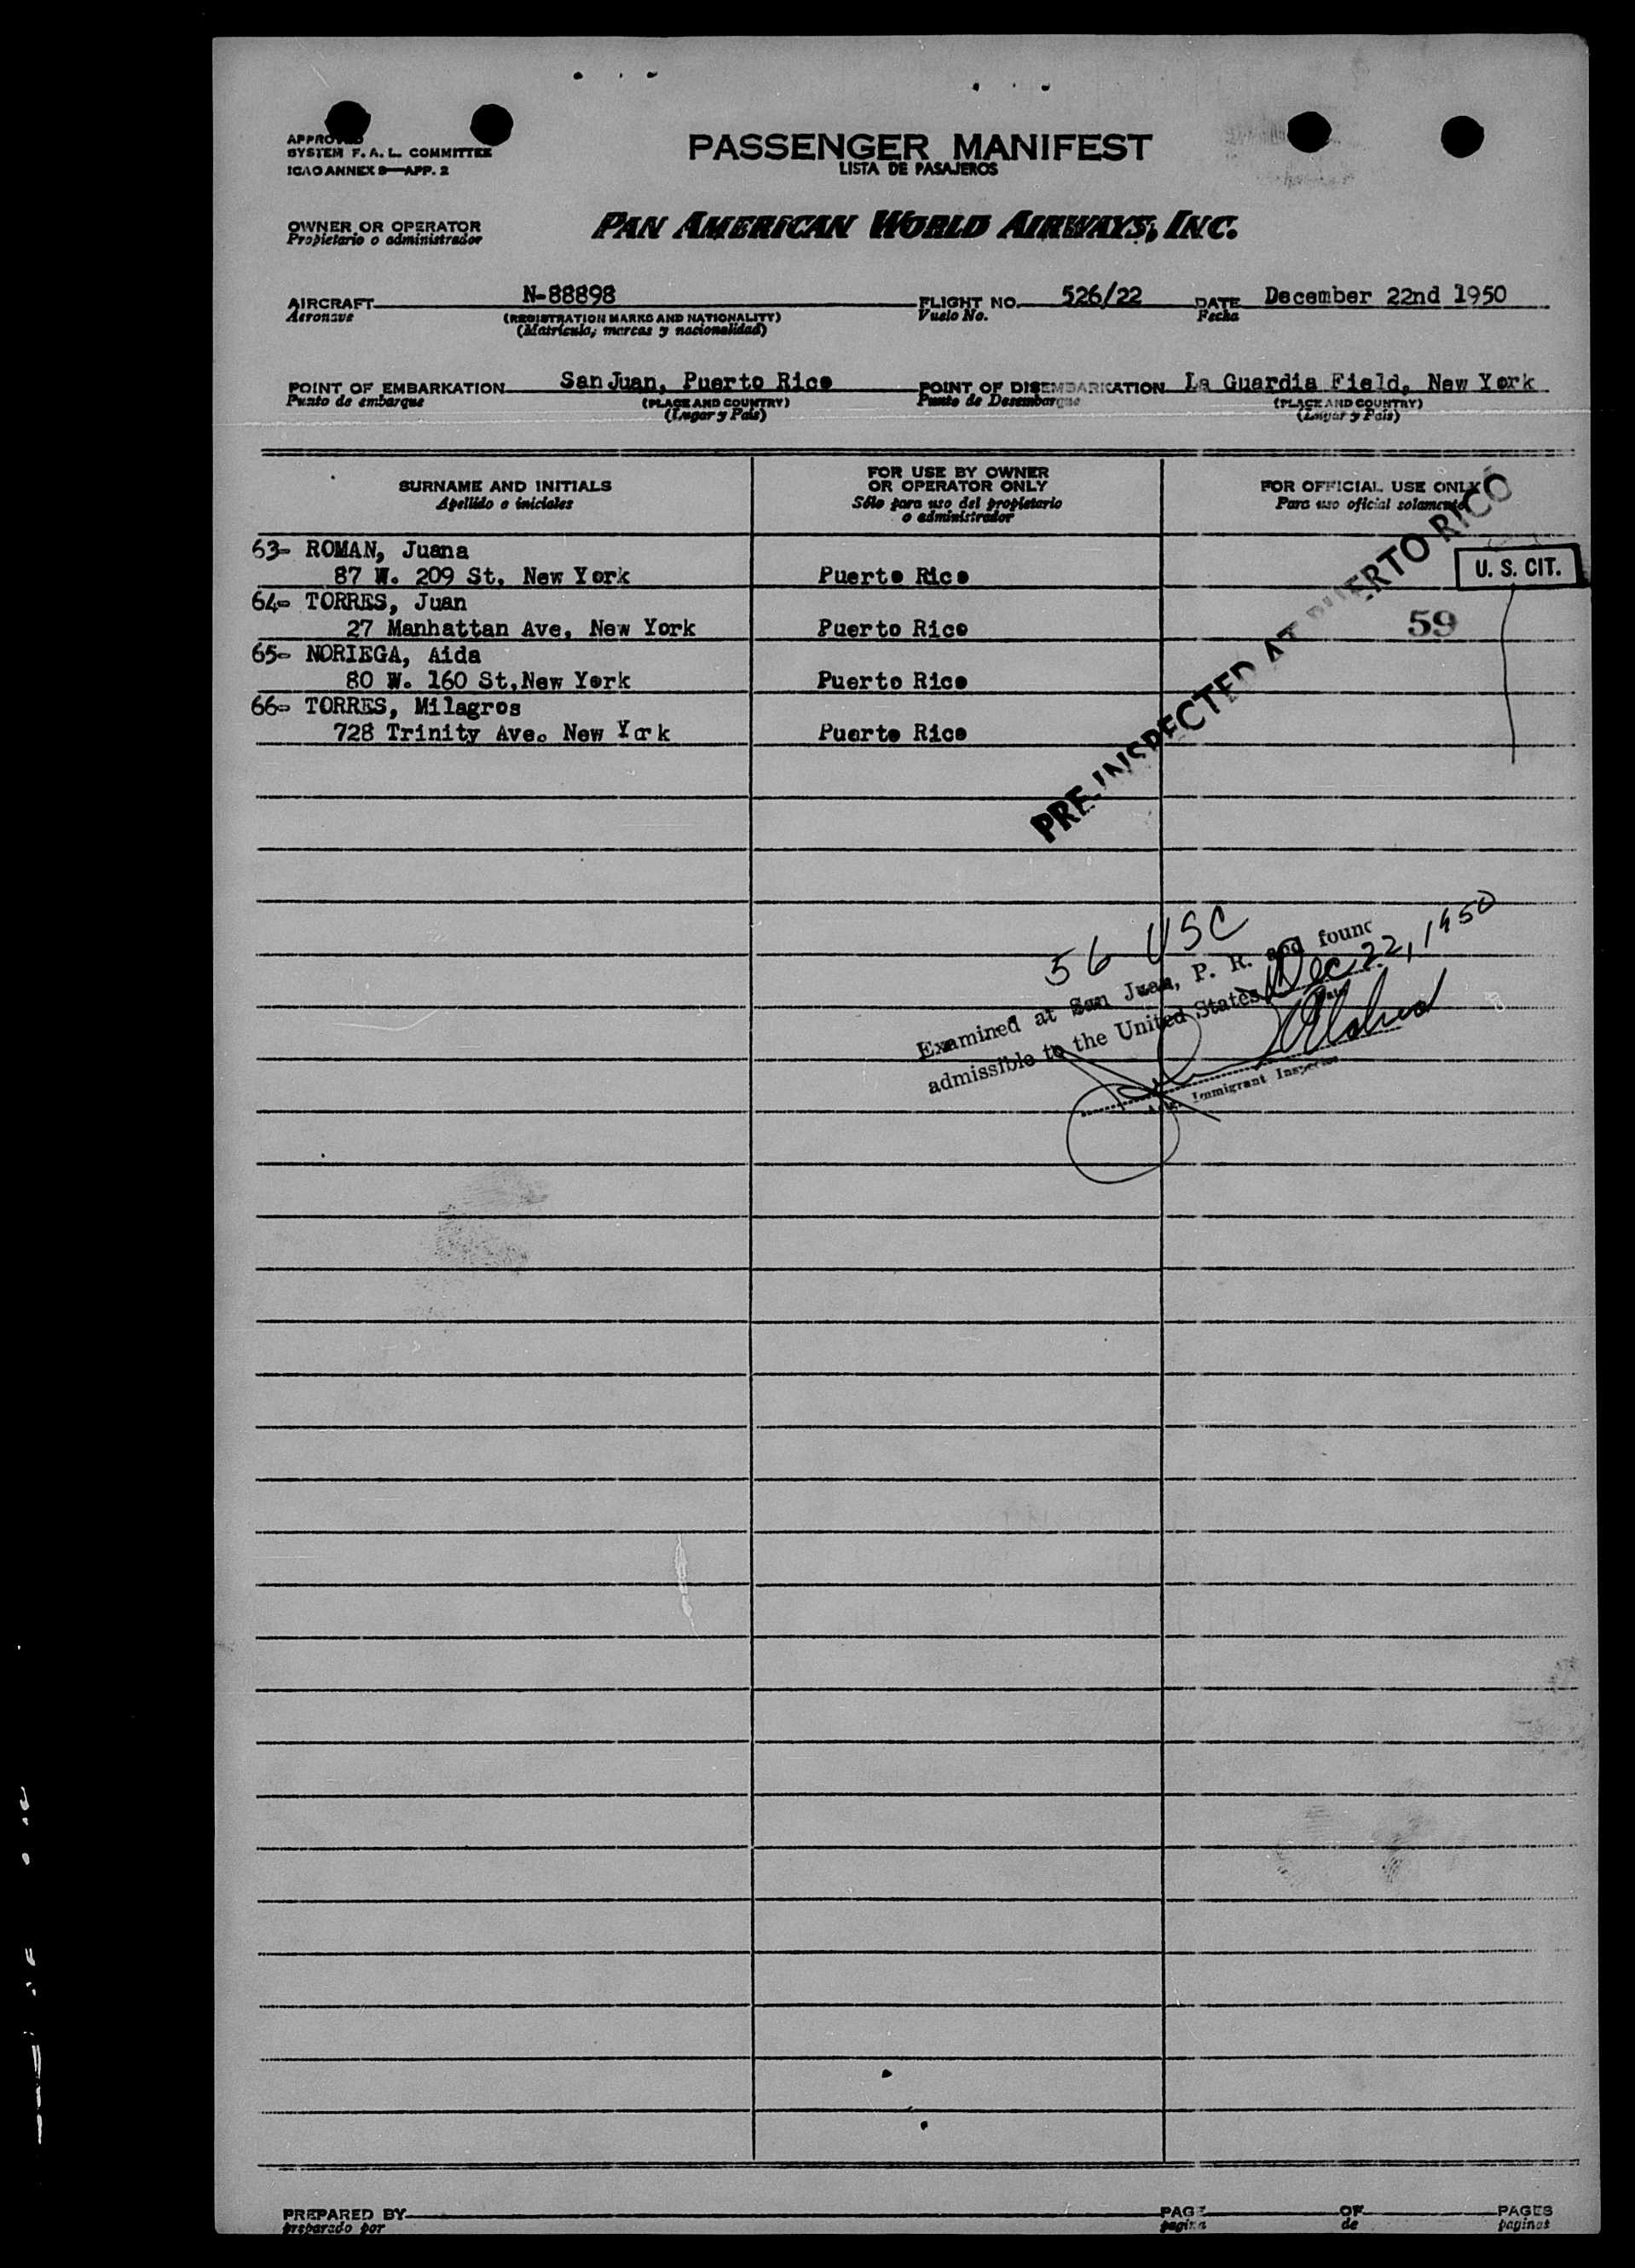 APPROVED
SYSTEM F. A. L. COMMITTEE
ICAO ANNEX 9—APP. 2
PASSENGER MANIFEST
LISTA DE PASAJEROS
OWNER OR OPERATOR
Propietario o administrador
PAN AMERICAN WORLD AIRWAYS, INC.
AIRCRAFT N-88898 FLIGHT NO. 526/22 DATE December 22nd 1950
Aeronave (REGISTRATION MARKS AND NATIONALITY) Vuelo No. Fecha
(Matrícula, marcas y nacionalidad)
POINT OF EMBARKATION San Juan, Puerto Rico POINT OF DISEMBARKATION La Guardia Field, New York
Punto de embarque (PLACE AND COUNTRY) Punto de Desembarque (PLACE AND COUNTRY)
(Lugar y País) (Lugar y País)
SURNAME AND INITIALS
Apellido o iniciales
FOR USE BY OWNER
OR OPERATOR ONLY
Sólo para uso del propietario
o administrador
FOR OFFICIAL USE ONLY
Para uso oficial solamente
63- ROMAN, Juana
87 W. 209 St, New York Puerto Rico U. S. CIT.
64- TORRES, Juan
27 Manhattan Ave, New York Puerto Rico 59
65- NORIEGA, Aida
80 W. 160 St,New York Puerto Rico
66- TORRES, Milagros
728 Trinity Ave. New York Puerto Rico
PRE-INSPECTED AT PUERTO RICO
56 USC
Examined at San Juan, P. R. and found
admissible to the United States Dec 22, 1950
Date
Immigrant Inspector
PREPARED BY PAGE OF PAGES
preparado por pagina de paginas